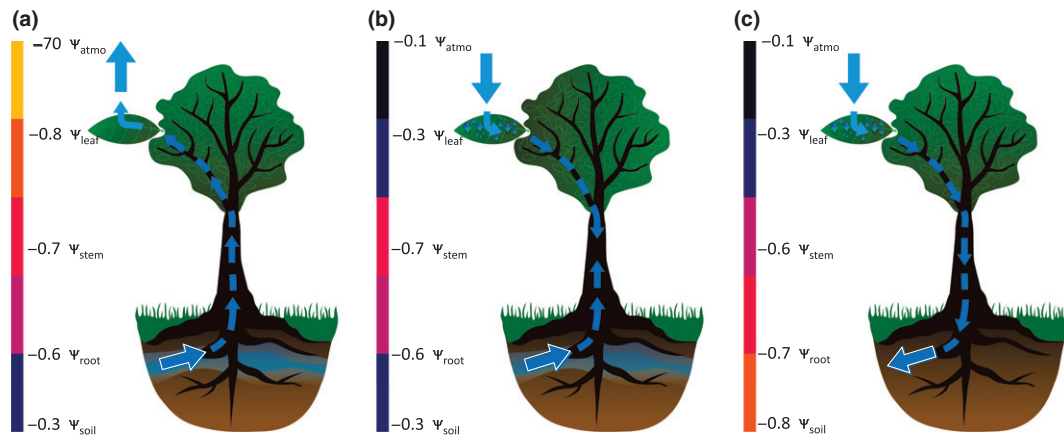 (a)
−70 Ψatmo
−0.8 Ψleaf
−0.7 Ψstem
−0.6 Ψroot
−0.3 Ψsoil
(b)
−0.1 Ψatmo
−0.3 Ψleaf
−0.7 Ψstem
−0.6 Ψroot
−0.3 Ψsoil
(c)
−0.1 Ψatmo
−0.3 Ψleaf
−0.6 Ψstem
−0.7 Ψroot
−0.8 Ψsoil